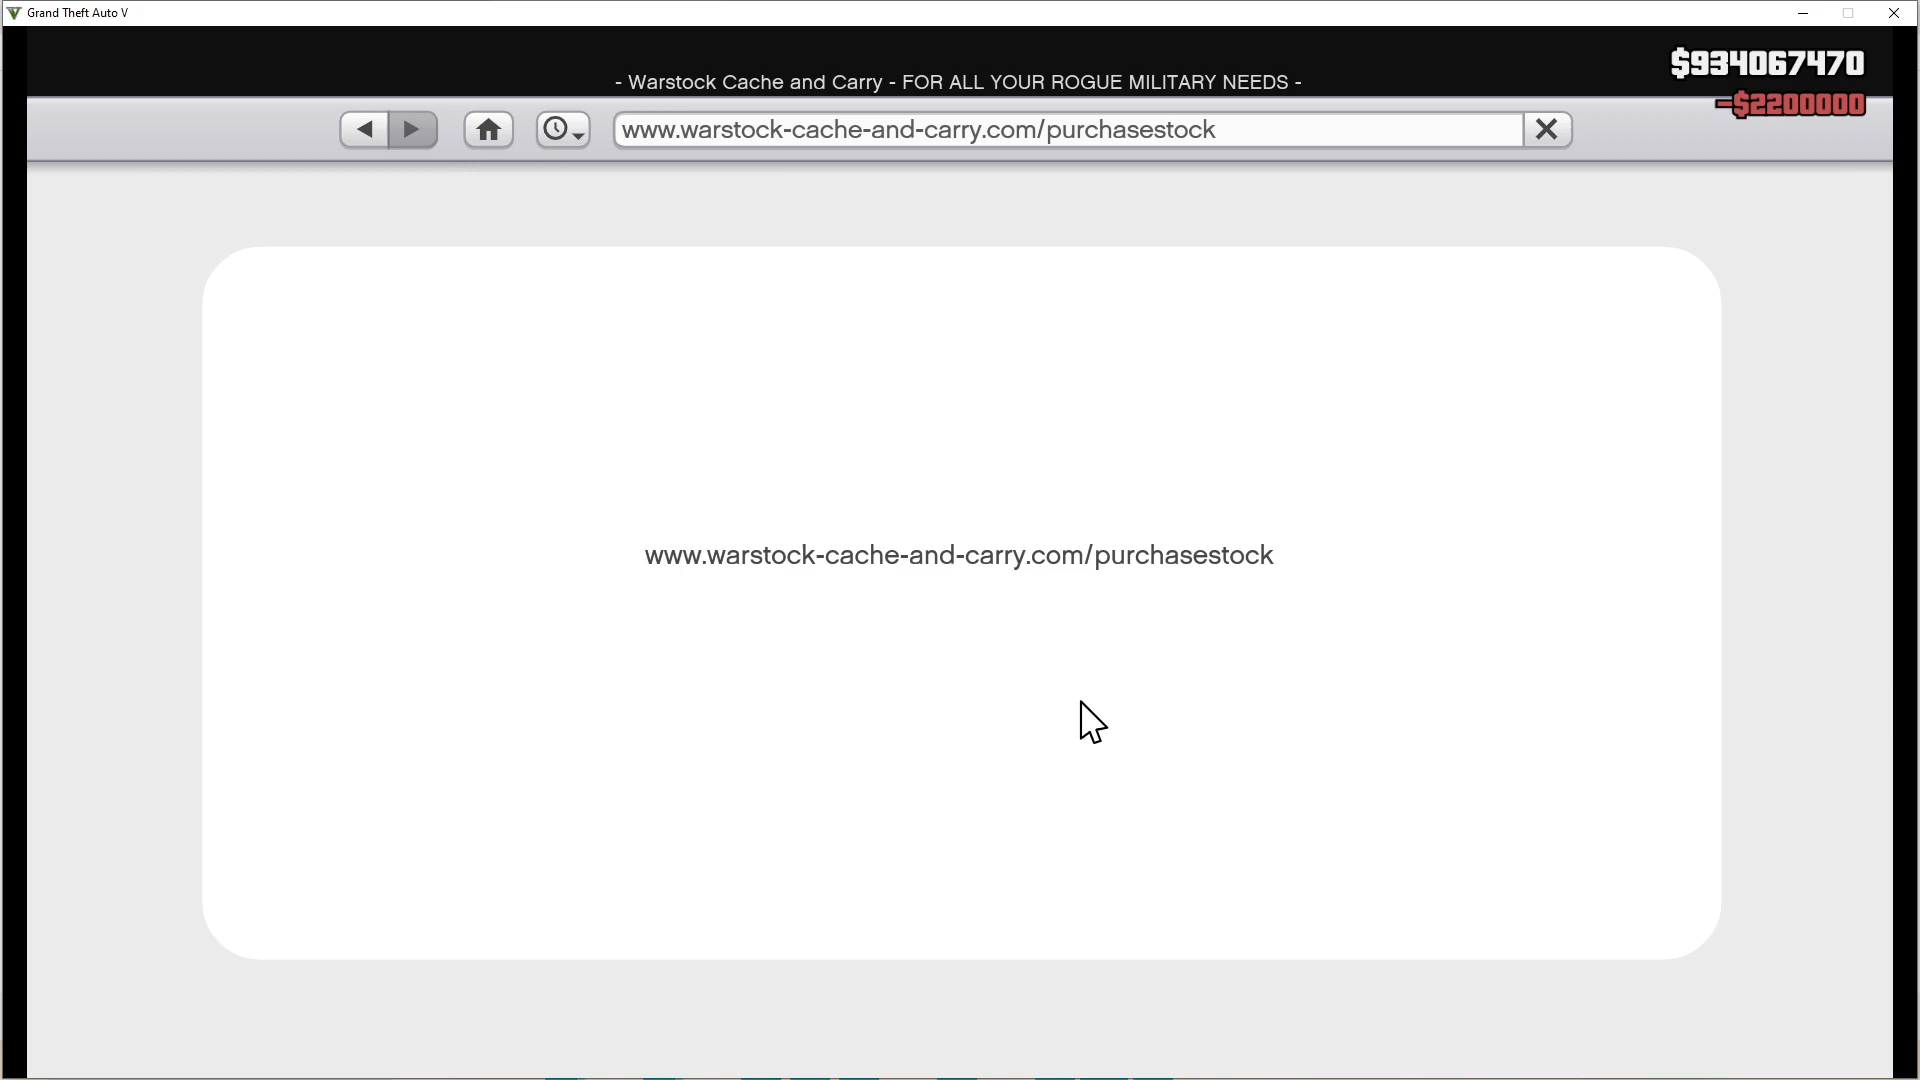 Grand Theft Auto V
$934067470
- Warstock Cache and Carry - FOR ALL YOUR ROGUE MILITARY NEEDS -
-$2200000
www.warstock-cache-and-carry.com/purchasestock
www.warstock-cache-and-carry.com/purchasestock